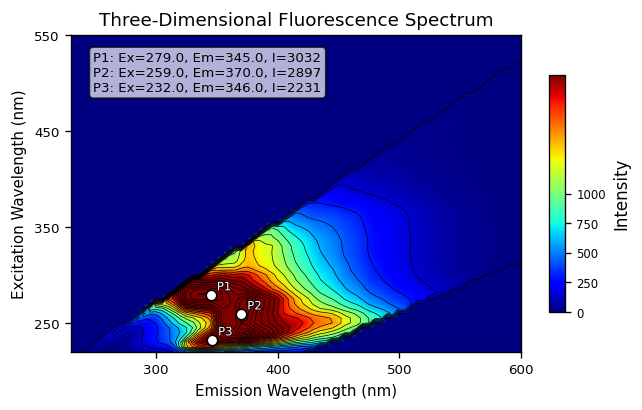 Three-Dimensional Fluorescence Spectrum
P1: Ex=279.0, Em=345.0, I=3032
P2: Ex=259.0, Em=370.0, I=2897
P3: Ex=232.0, Em=346.0, I=2231
Excitation Wavelength (nm)
550
450
350
250
P1
P2
P3
300
400
500
600
Emission Wavelength (nm)
1000
750
500
250
0
Intensity